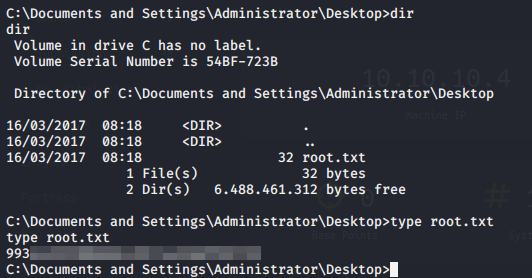 C:\Documents and Settings\Administrator\Desktop>dir
dir
 Volume in drive C has no label.
 Volume Serial Number is 54BF-723B

 Directory of C:\Documents and Settings\Administrator\Desktop

16/03/2017  08:18    <DIR>          .
16/03/2017  08:18    <DIR>          ..
16/03/2017  08:18                32 root.txt
               1 File(s)             32 bytes
               2 Dir(s)   6.488.461.312 bytes free

C:\Documents and Settings\Administrator\Desktop>type root.txt
type root.txt
993
C:\Documents and Settings\Administrator\Desktop>
10.10.10.4
Machine IP
0
#